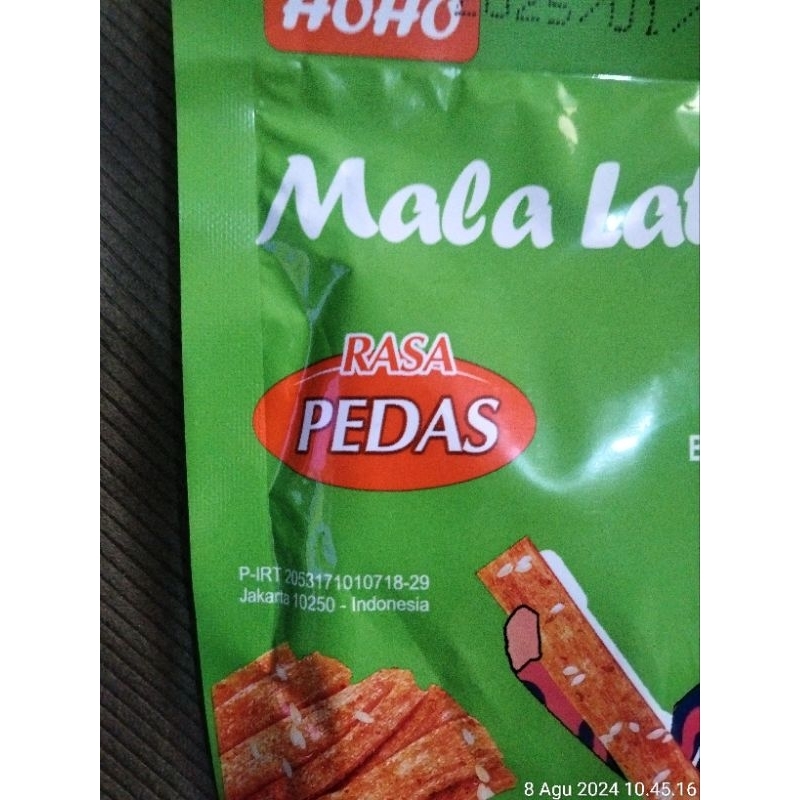 HOHO
Mala Lat
RASA
PEDAS
P-IRT 2053171010718-29
Jakarta 10250 - Indonesia
8 Agu 2024 10.45.16